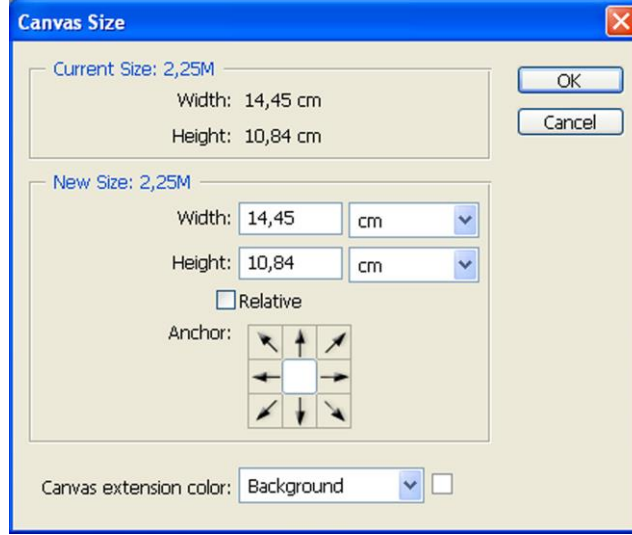 Canvas Size
Current Size: 2,25M
OK
Width: 14,45 cm
Cancel
Height: 10,84 cm
New Size: 2,25M
Width: 14,45 cm
Height: 10,84 cm
Relative
Anchor:
Canvas extension color: Background